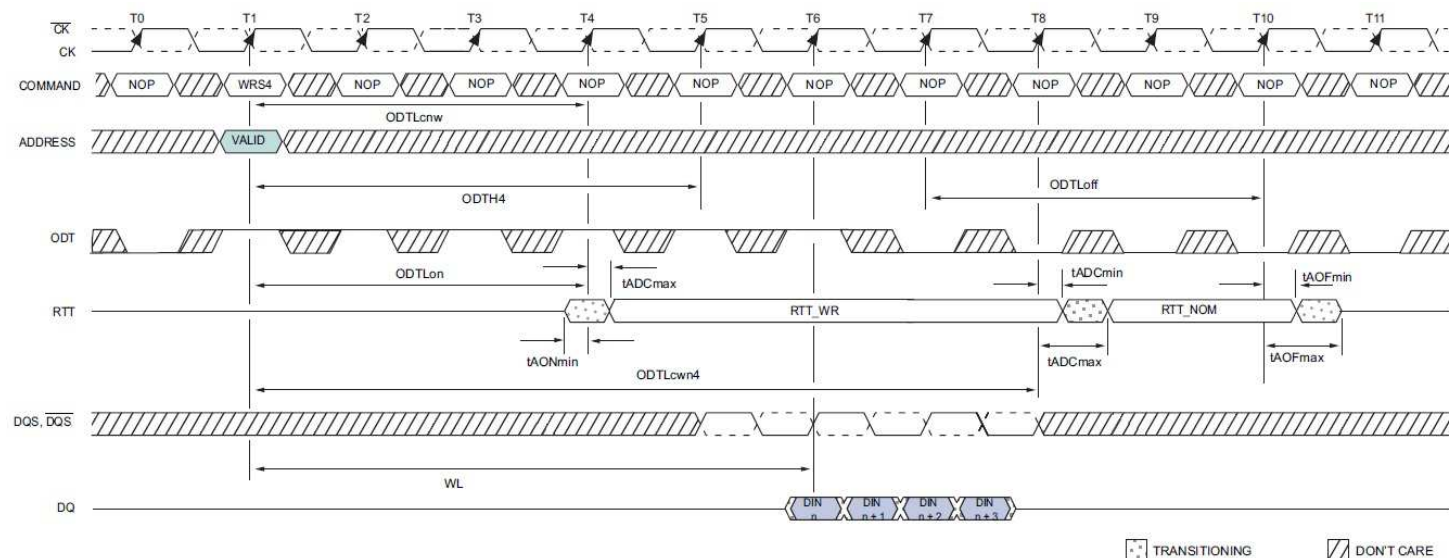 T0 T1 T2 T3 T4 T5 T6 T7 T8 T9 T10 T11
CK
CK
COMMAND NOP WRS4 NOP NOP NOP NOP NOP NOP NOP NOP NOP NOP
ODTLcnw
ADDRESS VALID
ODTH4 ODTLoff
ODT
ODTLon tADCmax tADCmin tAOFmin
RTT RTT_WR RTT_NOM
tAONmin tADCmax tAOFmax
ODTLcwn4
DQS, DQS
WL
DQ DIN n DIN n + 1 DIN n + 2 DIN n + 3
TRANSITIONING DON'T CARE